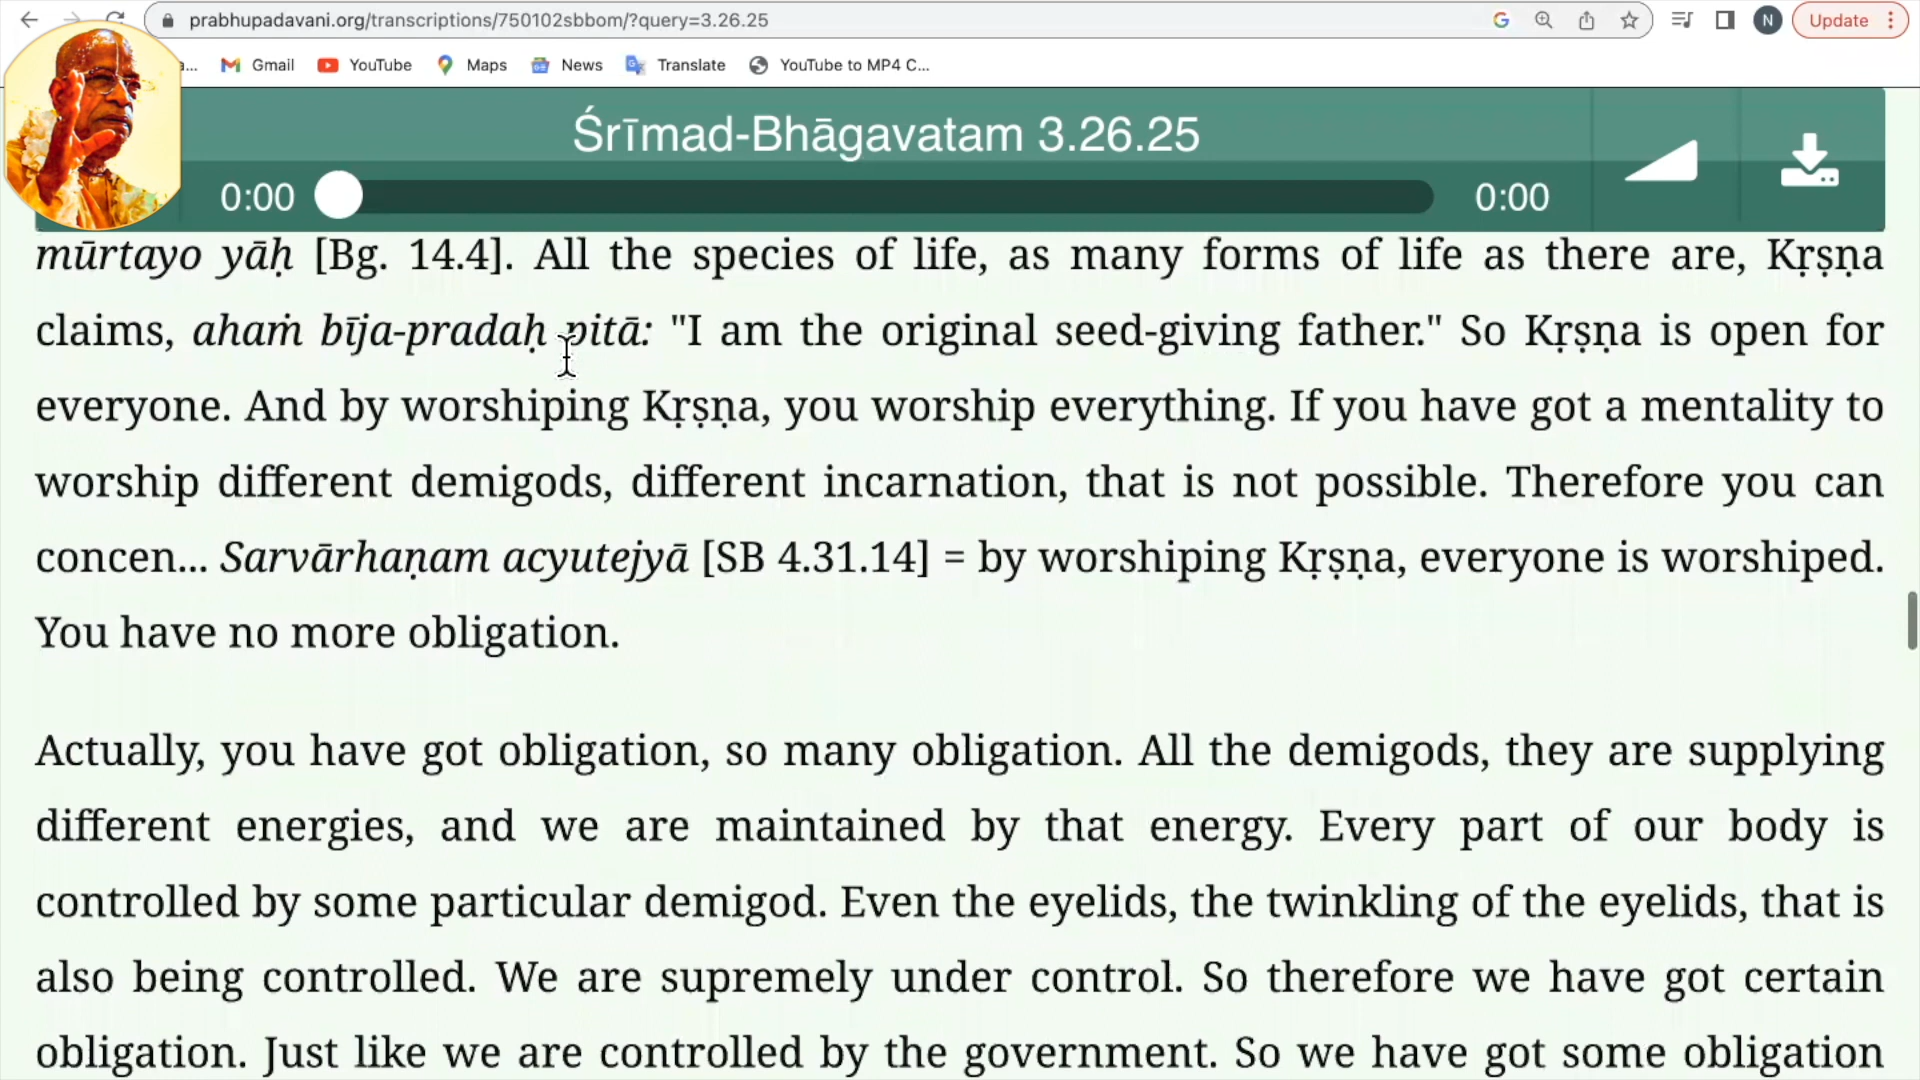 prabhupadavani.org/transcriptions/750102sbbom/?query=3.26.25
N
Update
a...
Gmail
YouTube
Maps
News
Translate
YouTube to MP4 C...
Śrīmad-Bhāgavatam 3.26.25
0:00
0:00
mūrtayo yāḥ [Bg. 14.4]. All the species of life, as many forms of life as there are, Kṛṣṇa
claims, ahaṁ bīja-pradaḥ pitā: "I am the original seed-giving father." So Kṛṣṇa is open for
everyone. And by worshiping Kṛṣṇa, you worship everything. If you have got a mentality to
worship different demigods, different incarnation, that is not possible. Therefore you can
concen... Sarvārhaṇam acyutejyā [SB 4.31.14] = by worshiping Kṛṣṇa, everyone is worshiped.
You have no more obligation.
Actually, you have got obligation, so many obligation. All the demigods, they are supplying
different energies, and we are maintained by that energy. Every part of our body is
controlled by some particular demigod. Even the eyelids, the twinkling of the eyelids, that is
also being controlled. We are supremely under control. So therefore we have got certain
obligation. Just like we are controlled by the government. So we have got some obligation